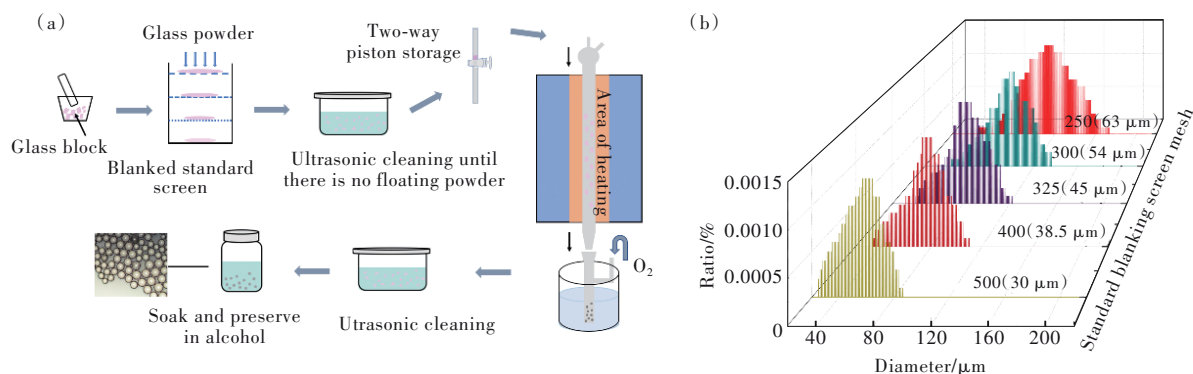 (a)
Glass powder
Two-way
piston storage
Glass block
Blanked standard
screen
Ultrasonic cleaning until
there is no floating powder
Area of heating
O2
Soak and preserve
in alcohol
Utrasonic cleaning
(b)
0.0015
0.0010
0.0005
0
Ratio/%
40
80
120
160
200
Diameter/μm
250(63 μm)
300(54 μm)
325(45 μm)
400(38.5 μm)
500(30 μm)
Standard blanking screen mesh